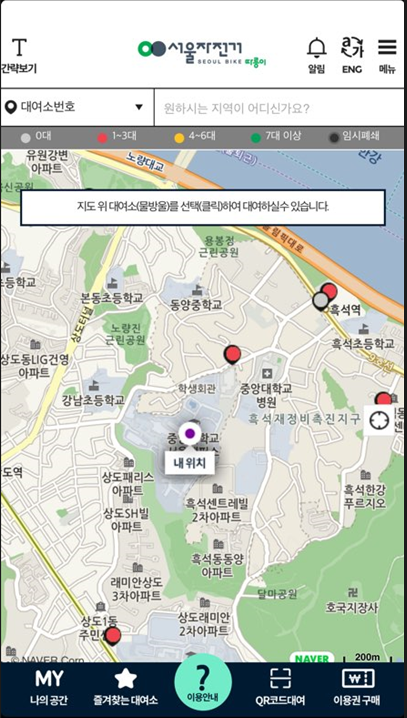 T
간략보기
서울자전거
SEOUL BIKE 따릉이
알림
ENG
메뉴
대여소번호
원하시는 지역이 어디신가요?
0대
1~3대
4~6대
7대 이상
임시폐쇄
유원강변
아파트
노량대교
한강
지도 위 대여소(물방울)를 선택(클릭)하여 대여하실수 있습니다.
용봉정
근린공원
올림픽대로
본동초등학교
동양중학교
흑석역
상도터널
노량진
근린공원
흑석초등학교
상도동LIG건영
아파트
학생회관
중앙대학교
병원
강남초등학교
흑석재정비촉진지구
내 위치
상도패리스
아파트
상도SH빌
아파트
흑석센트레빌
2차아파트
흑석한강
푸르지오
흑석동동양
아파트
래미안상도
3차아파트
달마공원
호국지장사
상도1동
주민
상도래미안
2차아파트
© NAVER Corp.
NAVER
200m
MY
나의 공간
즐겨찾는 대여소
?
이용안내
QR코드대여
₩
이용권 구매